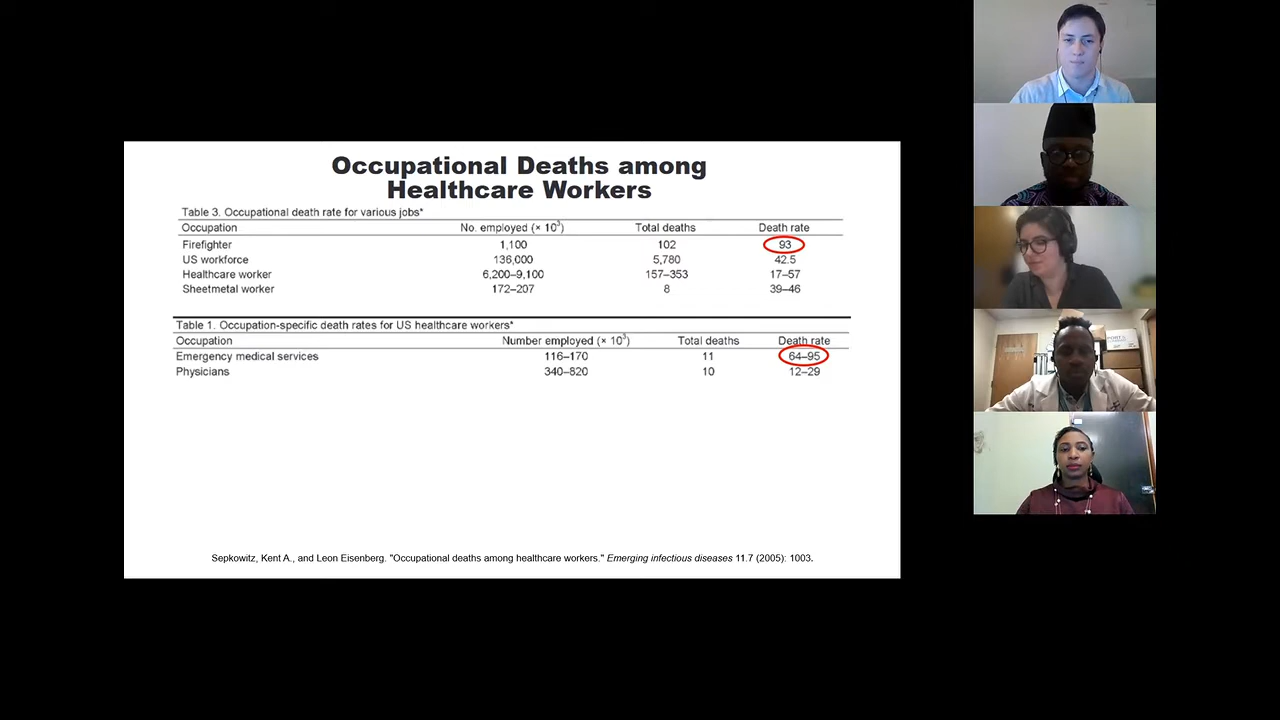 Occupational Deaths among
Healthcare Workers
Table 3. Occupational death rate for various jobs*
Occupation No. employed (× 10³) Total deaths Death rate
Firefighter 1,100 102 93
US workforce 136,000 5,780 42.5
Healthcare worker 6,200–9,100 157–353 17–57
Sheetmetal worker 172–207 8 39–46
Table 1. Occupation-specific death rates for US healthcare workers*
Occupation Number employed (× 10³) Total deaths Death rate
Emergency medical services 116–170 11 64–95
Physicians 340–820 10 12–29
Sepkowitz, Kent A., and Leon Eisenberg. "Occupational deaths among healthcare workers." Emerging infectious diseases 11.7 (2005): 1003.